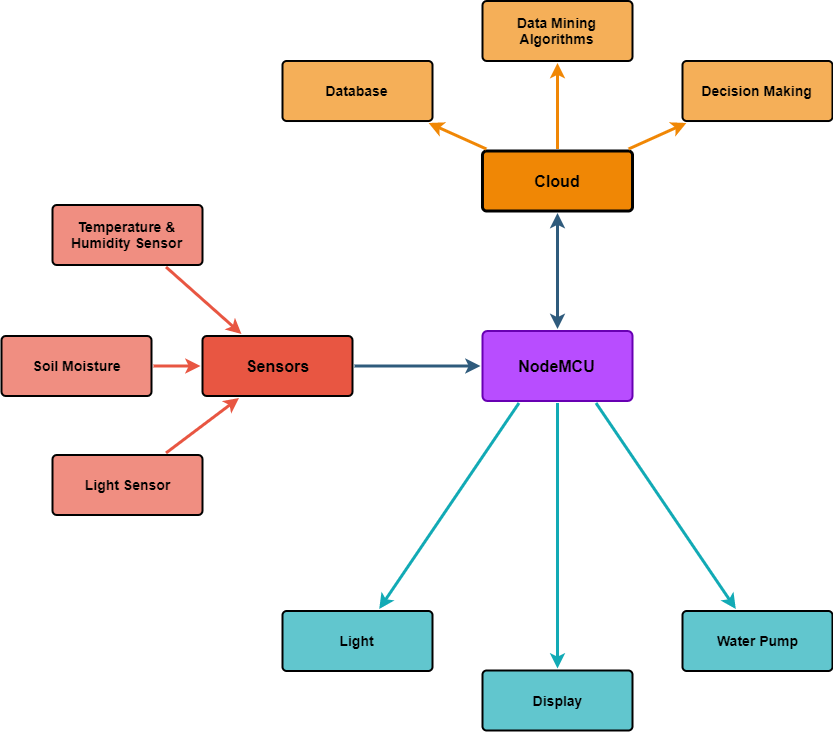 Data Mining
Algorithms
Database
Decision Making
Cloud
Temperature &
Humidity Sensor
Soil Moisture
Sensors
NodeMCU
Light Sensor
Light
Water Pump
Display